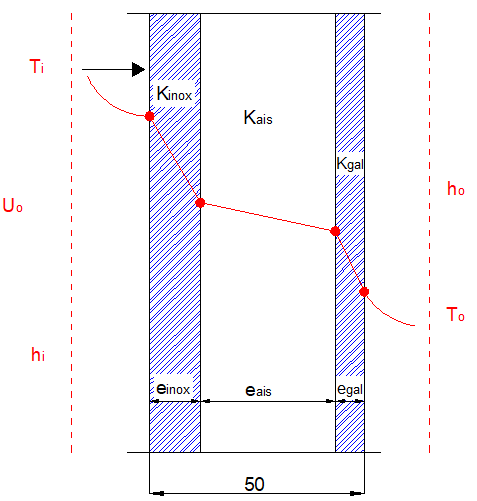 Ti
Kinox
Kais
Kgal
Uo
ho
To
hi
einox
eais
egal
50